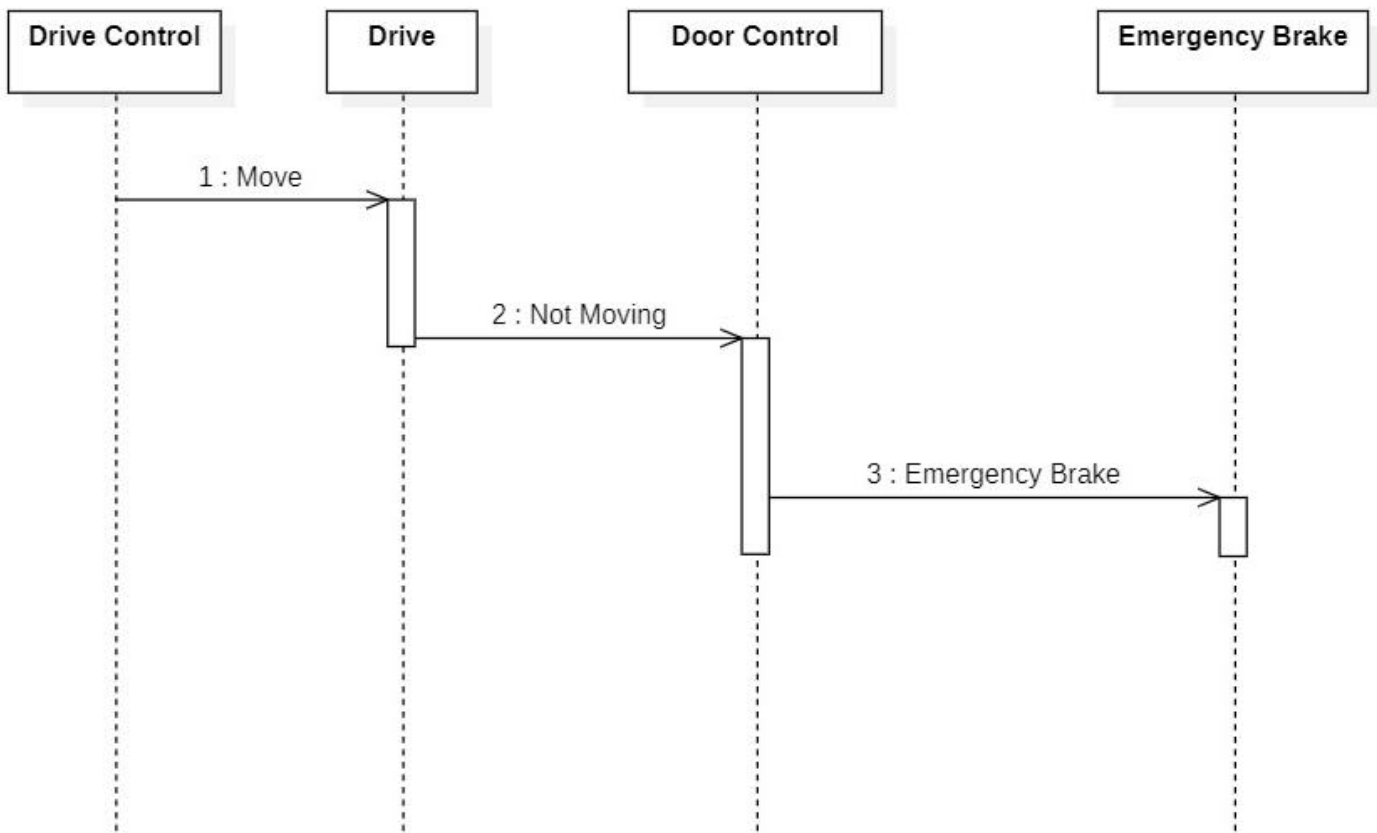 Drive Control
Drive
Door Control
Emergency Brake
1 : Move
2 : Not Moving
3 : Emergency Brake